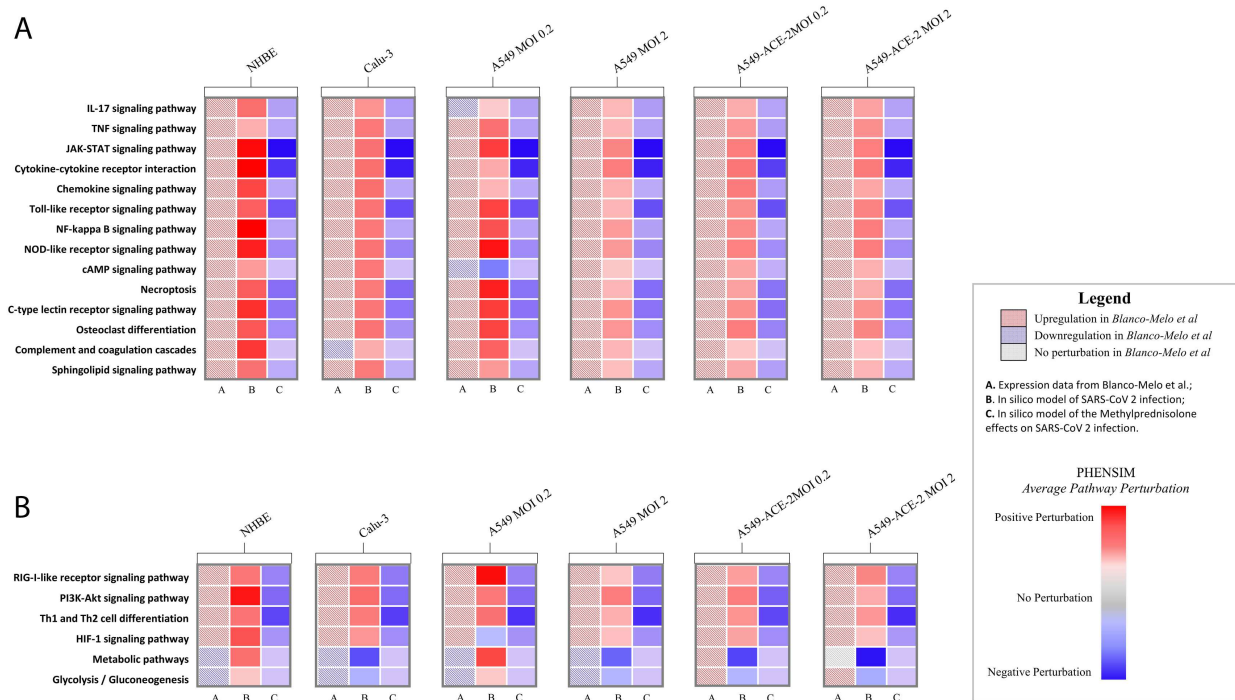 A
NHBE
Calu-3
A549 MOI 0.2
A549 MOI 2
A549-ACE-2MOI 0.2
A549-ACE-2 MOI 2
IL-17 signaling pathway
TNF signaling pathway
JAK-STAT signaling pathway
Cytokine-cytokine receptor interaction
Chemokine signaling pathway
Toll-like receptor signaling pathway
NF-kappa B signaling pathway
NOD-like receptor signaling pathway
cAMP signaling pathway
Necroptosis
C-type lectin receptor signaling pathway
Osteoclast differentiation
Complement and coagulation cascades
Sphingolipid signaling pathway
A B C A B C A B C A B C A B C A B C
Legend
Upregulation in Blanco-Melo et al
Downregulation in Blanco-Melo et al
No perturbation in Blanco-Melo et al
A. Expression data from Blanco-Melo et al.;
B. In silico model of SARS-CoV 2 infection;
C. In silico model of the Methylprednisolone
effects on SARS-CoV 2 infection.
PHENSIM
Average Pathway Perturbation
Positive Perturbation
No Perturbation
Negative Perturbation
B
NHBE
Calu-3
A549 MOI 0.2
A549 MOI 2
A549-ACE-2MOI 0.2
A549-ACE-2 MOI 2
RIG-I-like receptor signaling pathway
PI3K-Akt signaling pathway
Th1 and Th2 cell differentiation
HIF-1 signaling pathway
Metabolic pathways
Glycolysis / Gluconeogenesis
A B C A B C A B C A B C A B C A B C